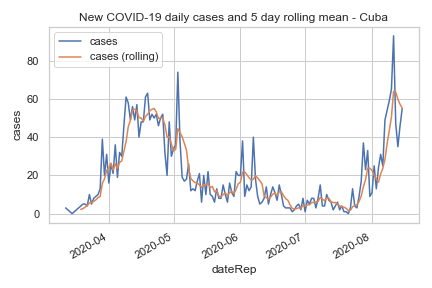 New COVID-19 daily cases and 5 day rolling mean - Cuba
cases
cases (rolling)
80
60
40
20
0
cases
2020-04
2020-05
2020-06
2020-07
2020-08
dateRep